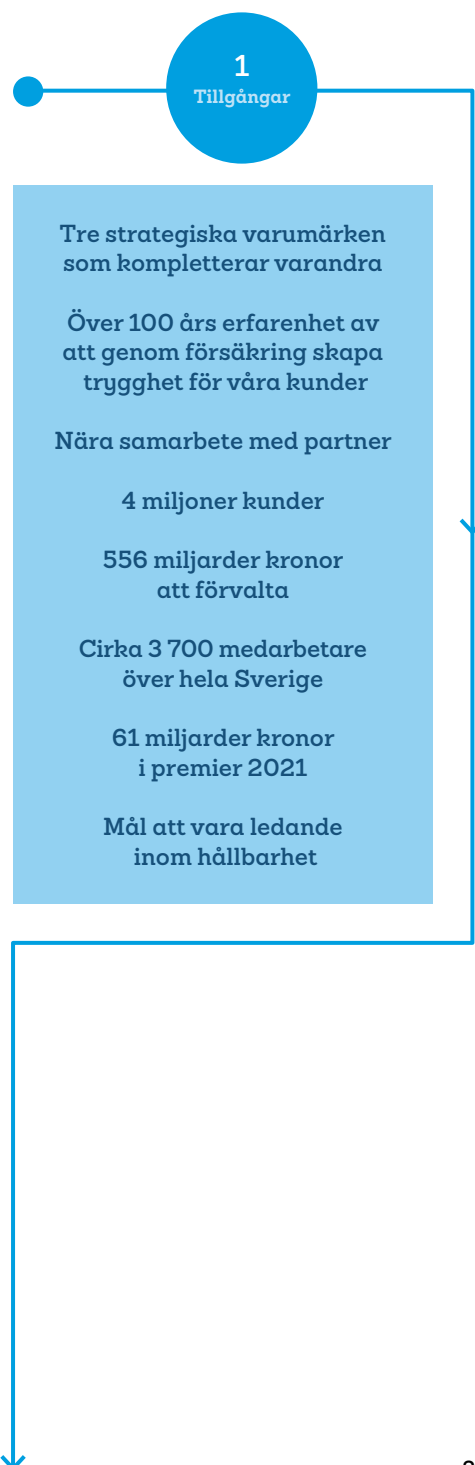 1
Tillgångar
Tre strategiska varumärken
som kompletterar varandra
Över 100 års erfarenhet av
att genom försäkring skapa
trygghet för våra kunder
Nära samarbete med partner
4 miljoner kunder
556 miljarder kronor
att förvalta
Cirka 3 700 medarbetare
över hela Sverige
61 miljarder kronor
i premier 2021
Mål att vara ledande
inom hållbarhet